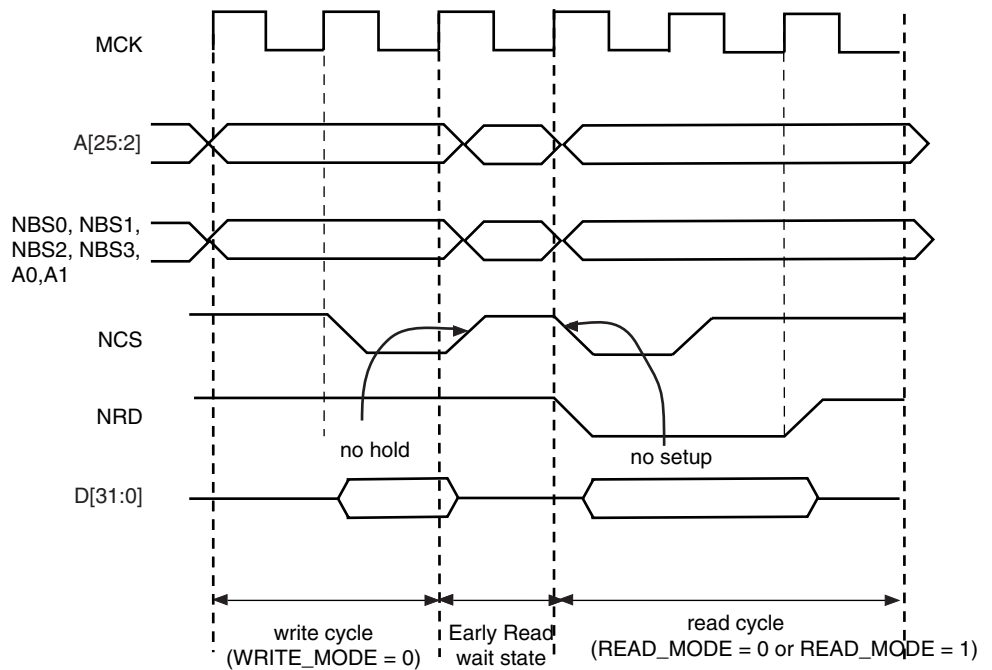 MCK
A[25:2]
NBS0, NBS1,
NBS2, NBS3,
A0,A1
NCS
NRD
no hold
no setup
D[31:0]
write cycle
(WRITE_MODE = 0)
Early Read
wait state
read cycle
(READ_MODE = 0 or READ_MODE = 1)